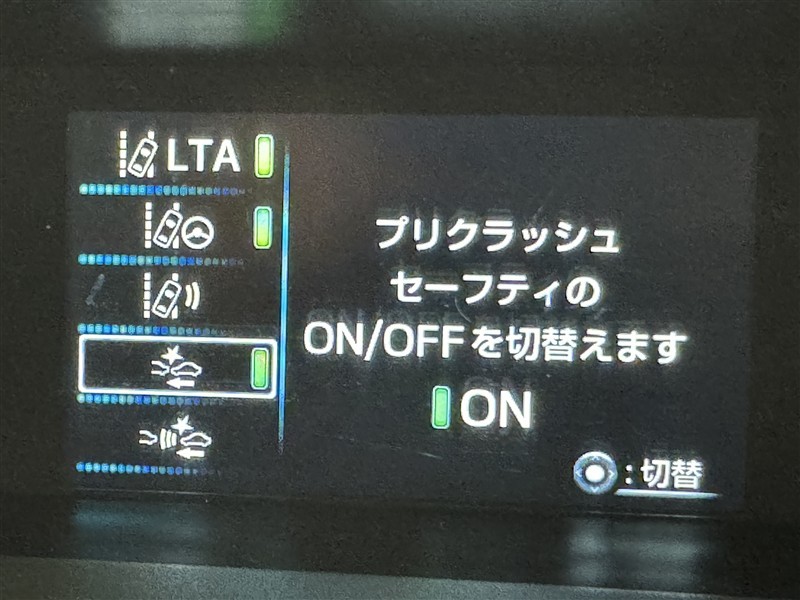 LTA
プリクラッシュ
セーフティの
ON/OFFを切替えます
ON
:切替